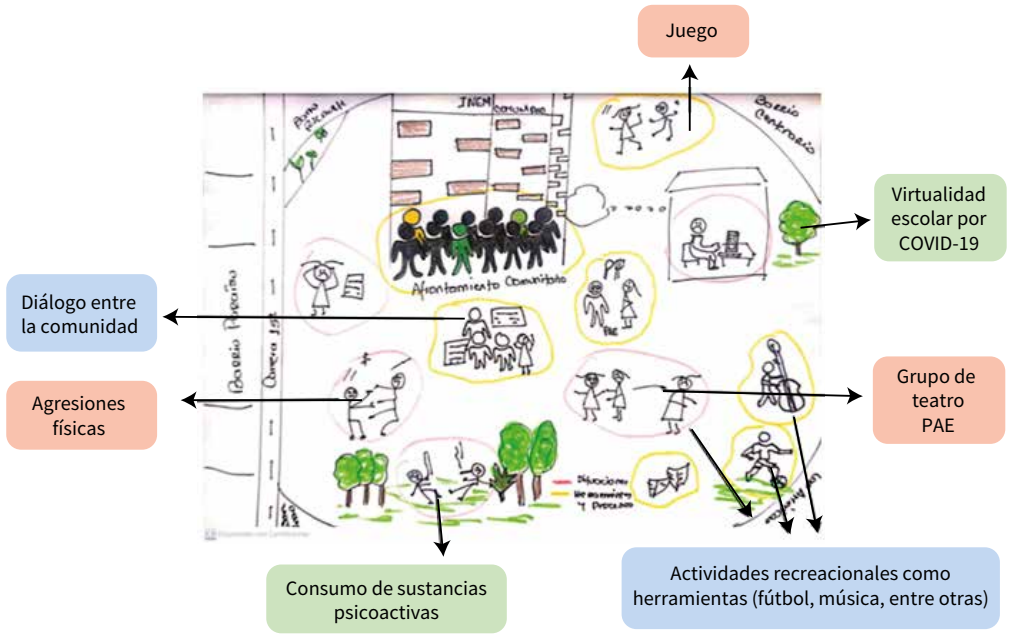 Juego
INEM
Barrio
Centenario
Virtualidad
escolar por
COVID-19
Afrontamiento Comunitario
PAE
Diálogo entre
la comunidad
Barrio
Carrera
Agresiones
físicas
Grupo de
teatro
PAE
Situaciones
Herramientas
y Procesos
Consumo de sustancias
psicoactivas
Actividades recreacionales como
herramientas (fútbol, música, entre otras)